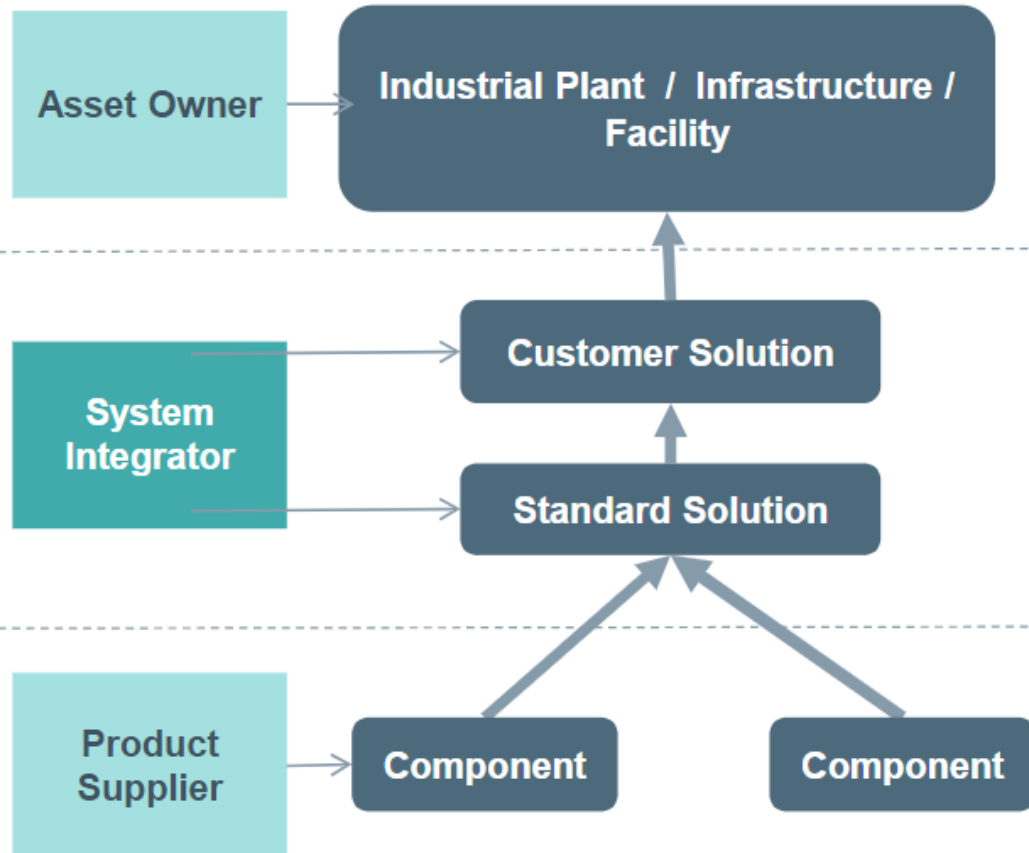 Asset Owner
Industrial Plant / Infrastructure /
Facility
Customer Solution
System
Integrator
Standard Solution
Product
Supplier
Component
Component